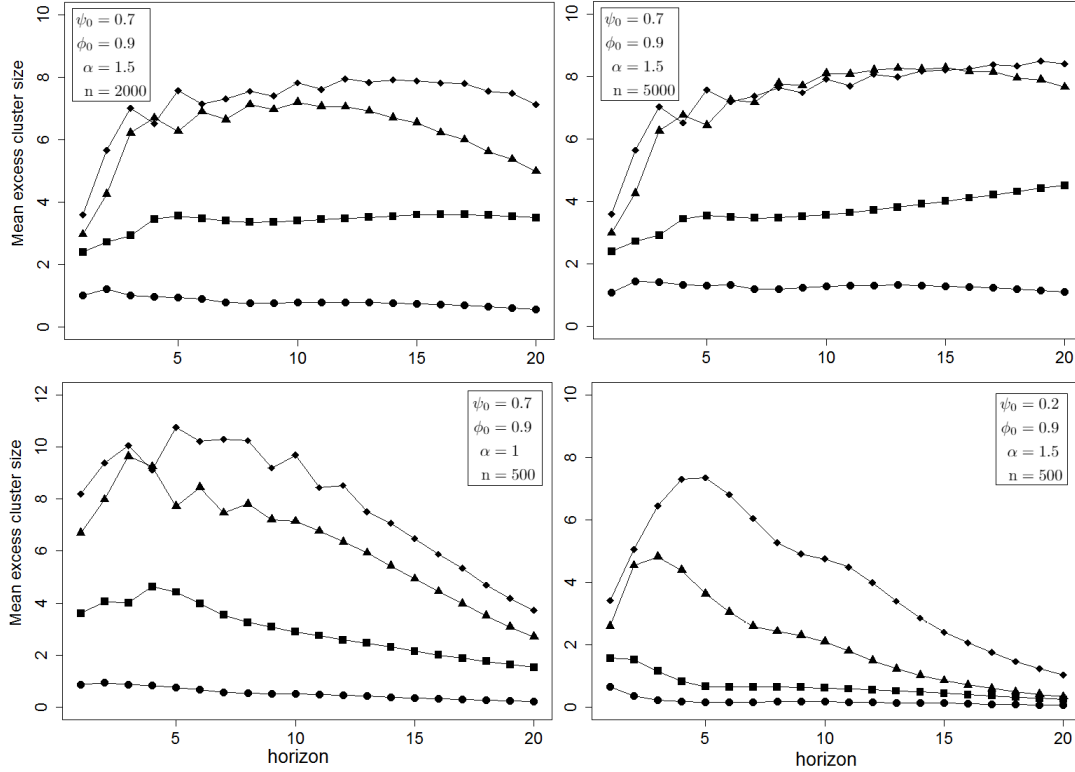 10
8
6
4
2
0
Mean excess cluster size
ψ₀ = 0.7
ϕ₀ = 0.9
α = 1.5
n = 2000
5
10
15
20
10
8
6
4
2
0
ψ₀ = 0.7
ϕ₀ = 0.9
α = 1.5
n = 5000
5
10
15
20
12
10
8
6
4
2
0
Mean excess cluster size
ψ₀ = 0.7
ϕ₀ = 0.9
α = 1
n = 500
5
10
15
20
horizon
10
8
6
4
2
0
ψ₀ = 0.2
ϕ₀ = 0.9
α = 1.5
n = 500
5
10
15
20
horizon